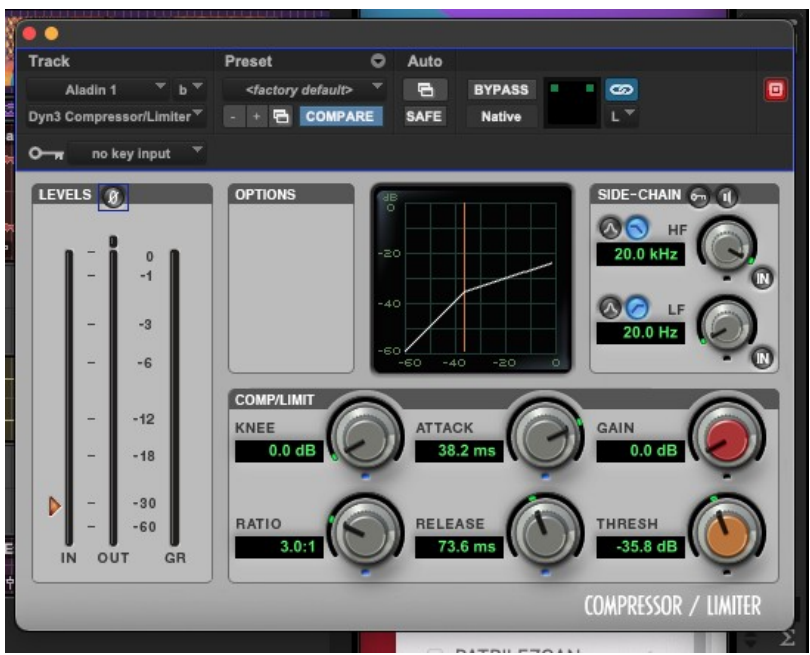 Track Preset Auto
Aladin 1 b <factory default> BYPASS
Dyn3 Compressor/Limiter - + COMPARE SAFE Native L
no key input
LEVELS Ø OPTIONS dB SIDE-CHAIN
0
-20
-40
-60
-60 -40 -20 0
HF
20.0 kHz
IN
LF
20.0 Hz
IN
0
0
-1
-3
-6
-12
-18
-30
-60
IN OUT GR
COMP/LIMIT
KNEE ATTACK GAIN
0.0 dB 38.2 ms 0.0 dB
RATIO RELEASE THRESH
3.0:1 73.6 ms -35.8 dB
COMPRESSOR / LIMITER
Σ